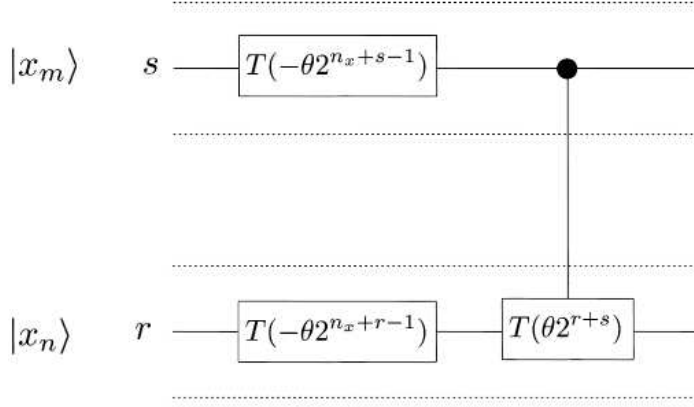 |x_m⟩ s T(−θ2^{n_x+s−1})
|x_n⟩ r T(−θ2^{n_x+r−1}) T(θ2^{r+s})